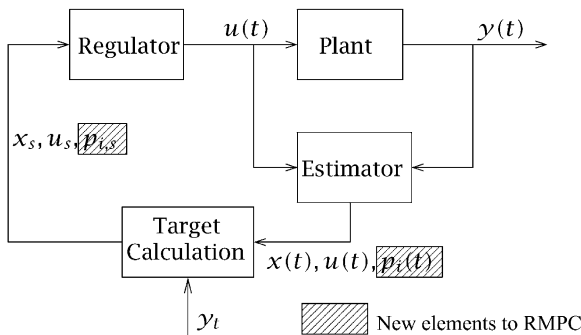 Regulator
u(t)
Plant
y(t)
x_s, u_s, p_{i,s}
Estimator
Target
Calculation
x(t), u(t), p_i(t)
y_t
New elements to RMPC